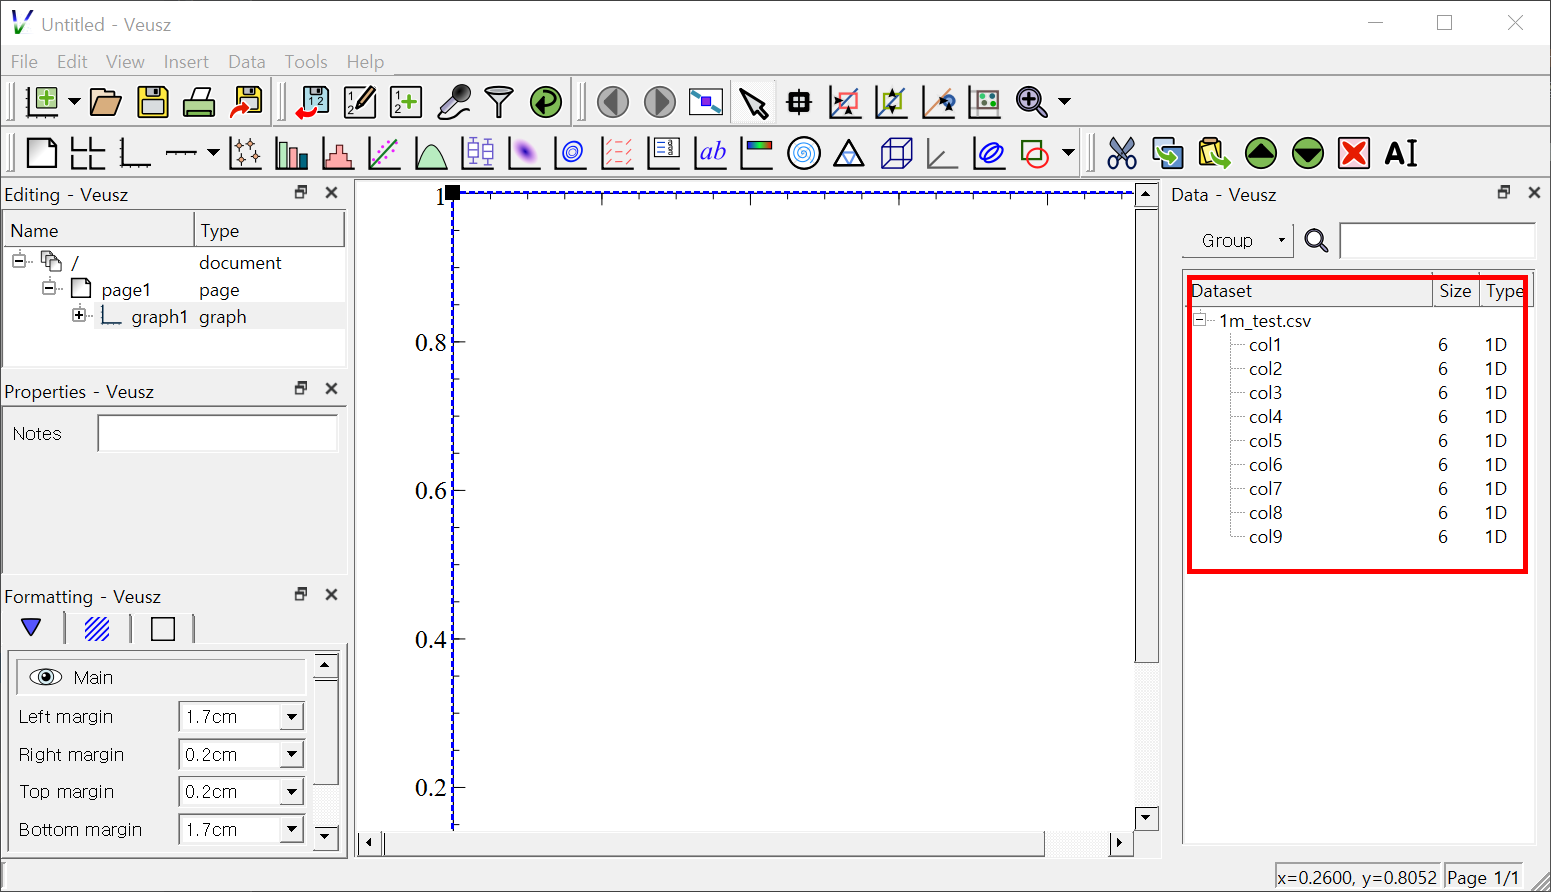 Untitled - Veusz
File Edit View Insert Data Tools Help
Editing - Veusz
Name Type
/ document
page1 page
graph1 graph
Properties - Veusz
Notes
Formatting - Veusz
Main
Left margin 1.7cm
Right margin 0.2cm
Top margin 0.2cm
Bottom margin 1.7cm
1
0.8
0.6
0.4
0.2
Data - Veusz
Group
Dataset Size Type
1m_test.csv
col1 6 1D
col2 6 1D
col3 6 1D
col4 6 1D
col5 6 1D
col6 6 1D
col7 6 1D
col8 6 1D
col9 6 1D
x=0.2600, y=0.8052 Page 1/1